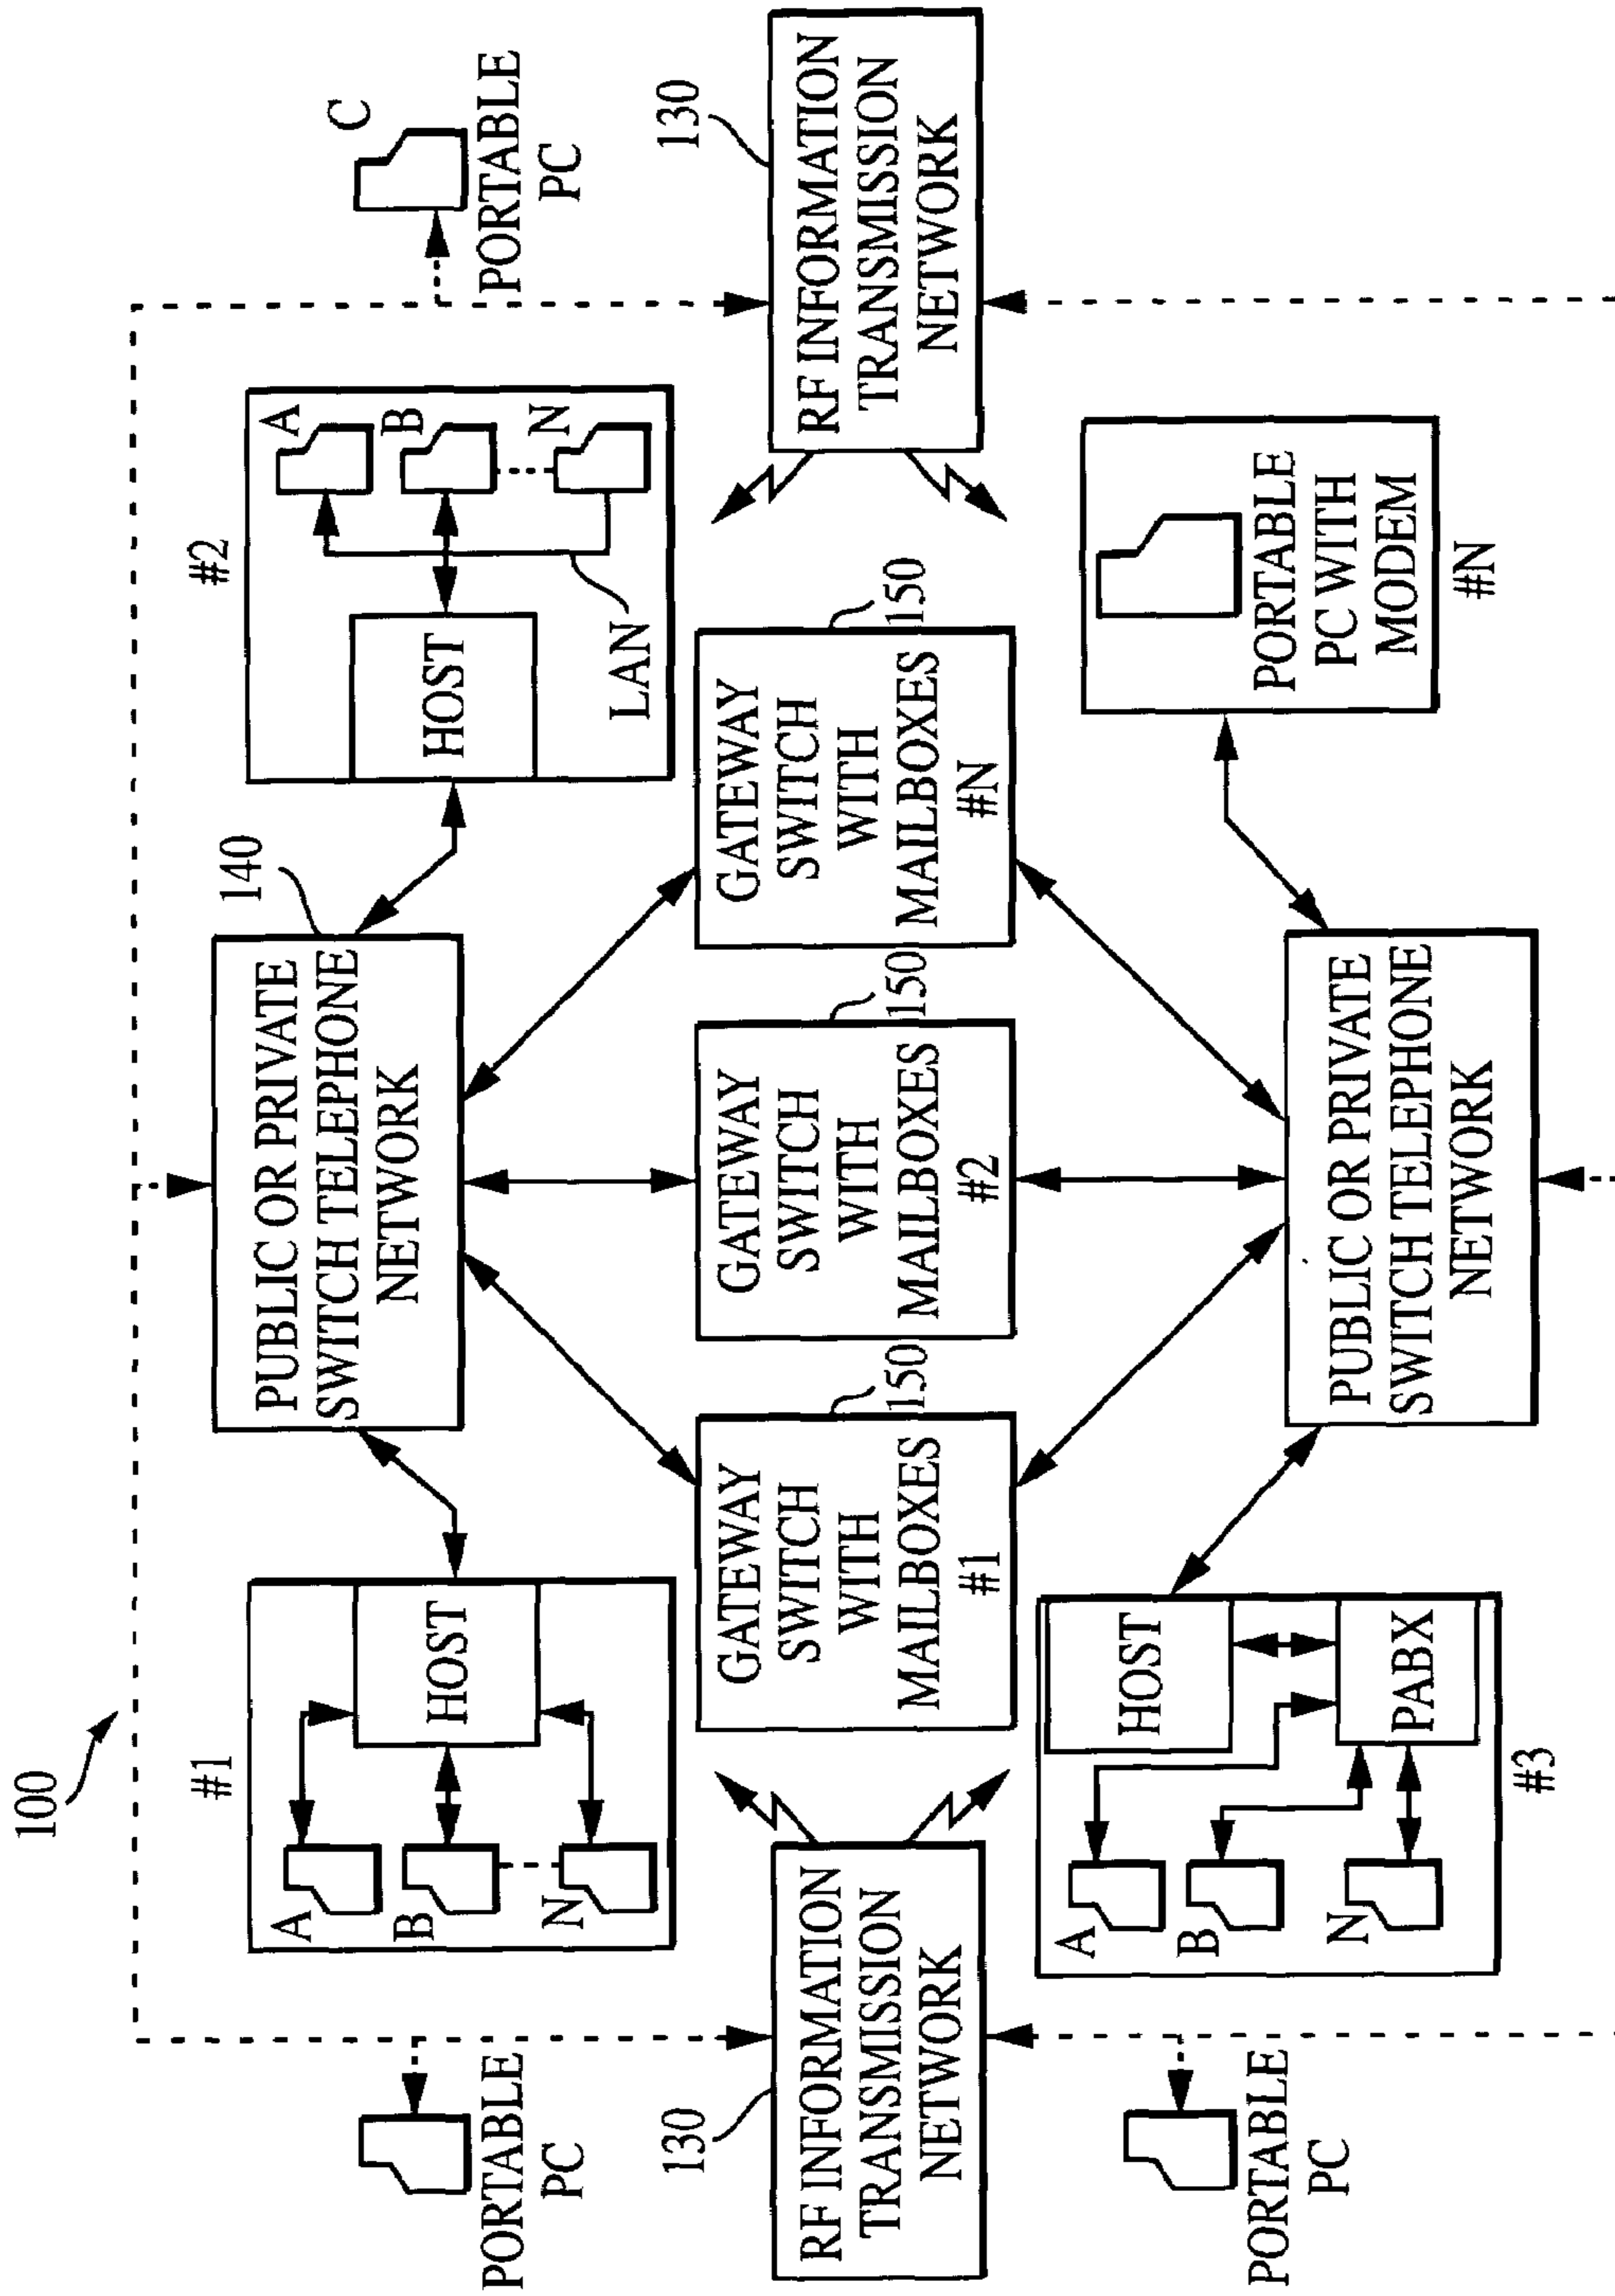 100
#1
A
B
N
HOST
140
PUBLIC OR PRIVATE
SWITCH TELEPHONE
NETWORK
#2
HOST
LAN
A
B
N
C
PORTABLE
PC
PORTABLE
PC
130
RF INFORMATION
TRANSMISSION
NETWORK
150
GATEWAY
SWITCH
WITH
MAILBOXES
#1
150
GATEWAY
SWITCH
WITH
MAILBOXES
#2
150
GATEWAY
SWITCH
WITH
MAILBOXES
#N
130
RF INFORMATION
TRANSMISSION
NETWORK
PORTABLE
PC
A
B
N
HOST
PABX
#3
PUBLIC OR PRIVATE
SWITCH TELEPHONE
NETWORK
PORTABLE
PC WITH
MODEM
#N